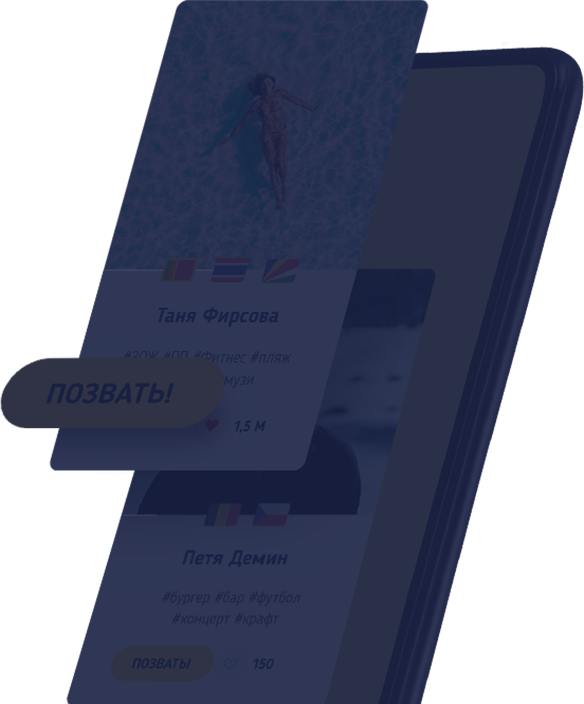 Таня Фирсова
#ЗОЖ #ПП #фитнес #пляж
музи
ПОЗВАТЬ!
1,5 М
Петя Демин
#бургер #бар #футбол
#концерт #крафт
ПОЗВАТЬ!
150